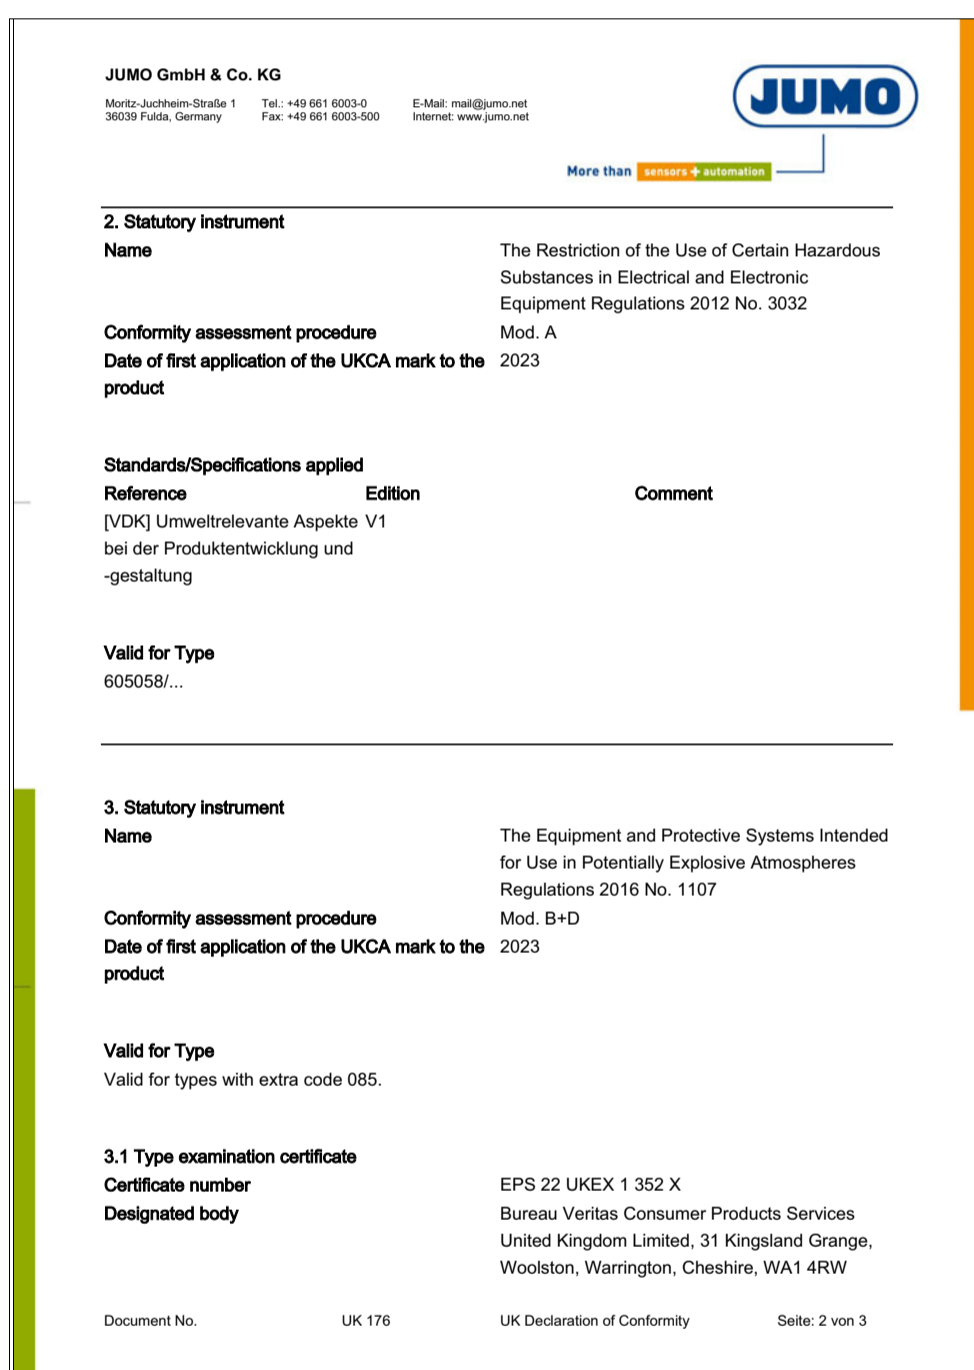 JUMO GmbH & Co. KG
Moritz-Juchheim-Straße 1 Tel.: +49 661 6003-0 E-Mail: mail@jumo.net
36039 Fulda, Germany Fax: +49 661 6003-500 Internet: www.jumo.net
JUMO
More than sensors + automation
2. Statutory instrument
Name The Restriction of the Use of Certain Hazardous
Substances in Electrical and Electronic
Equipment Regulations 2012 No. 3032
Conformity assessment procedure Mod. A
Date of first application of the UKCA mark to the 2023
product
Standards/Specifications applied
Reference Edition Comment
[VDK] Umweltrelevante Aspekte V1
bei der Produktentwicklung und
-gestaltung
Valid for Type
605058/...
3. Statutory instrument
Name The Equipment and Protective Systems Intended
for Use in Potentially Explosive Atmospheres
Regulations 2016 No. 1107
Conformity assessment procedure Mod. B+D
Date of first application of the UKCA mark to the 2023
product
Valid for Type
Valid for types with extra code 085.
3.1 Type examination certificate
Certificate number EPS 22 UKEX 1 352 X
Designated body Bureau Veritas Consumer Products Services
United Kingdom Limited, 31 Kingsland Grange,
Woolston, Warrington, Cheshire, WA1 4RW
Document No. UK 176 UK Declaration of Conformity Seite: 2 von 3